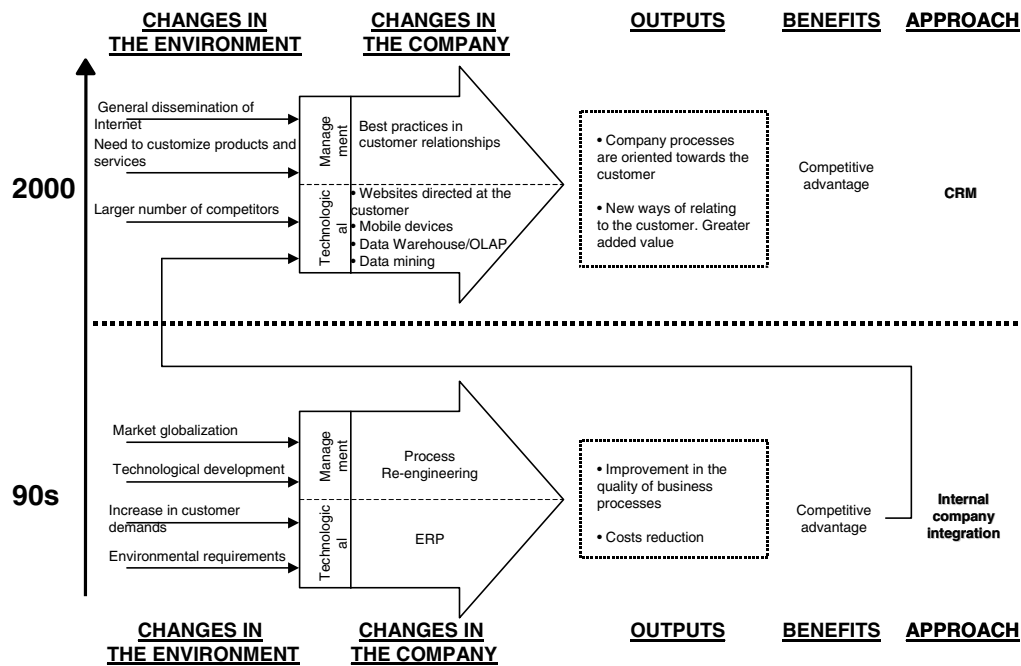 CHANGES IN
THE ENVIRONMENT
CHANGES IN
THE COMPANY
OUTPUTS
BENEFITS
APPROACH
2000
General dissemination of
Internet
Need to customize products and
services
Larger number of competitors
Manage
ment
Technologic
al
Best practices in
customer relationships
• Websites directed at the
customer
• Mobile devices
• Data Warehouse/OLAP
• Data mining
• Company processes
are oriented towards the
customer
• New ways of relating
to the customer. Greater
added value
Competitive
advantage
CRM
90s
Market globalization
Technological development
Increase in customer
demands
Environmental requirements
Manage
ment
Technologic
al
Process
Re-engineering
ERP
• Improvement in the
quality of business
processes
• Costs reduction
Competitive
advantage
Internal
company
integration
CHANGES IN
THE ENVIRONMENT
CHANGES IN
THE COMPANY
OUTPUTS
BENEFITS
APPROACH